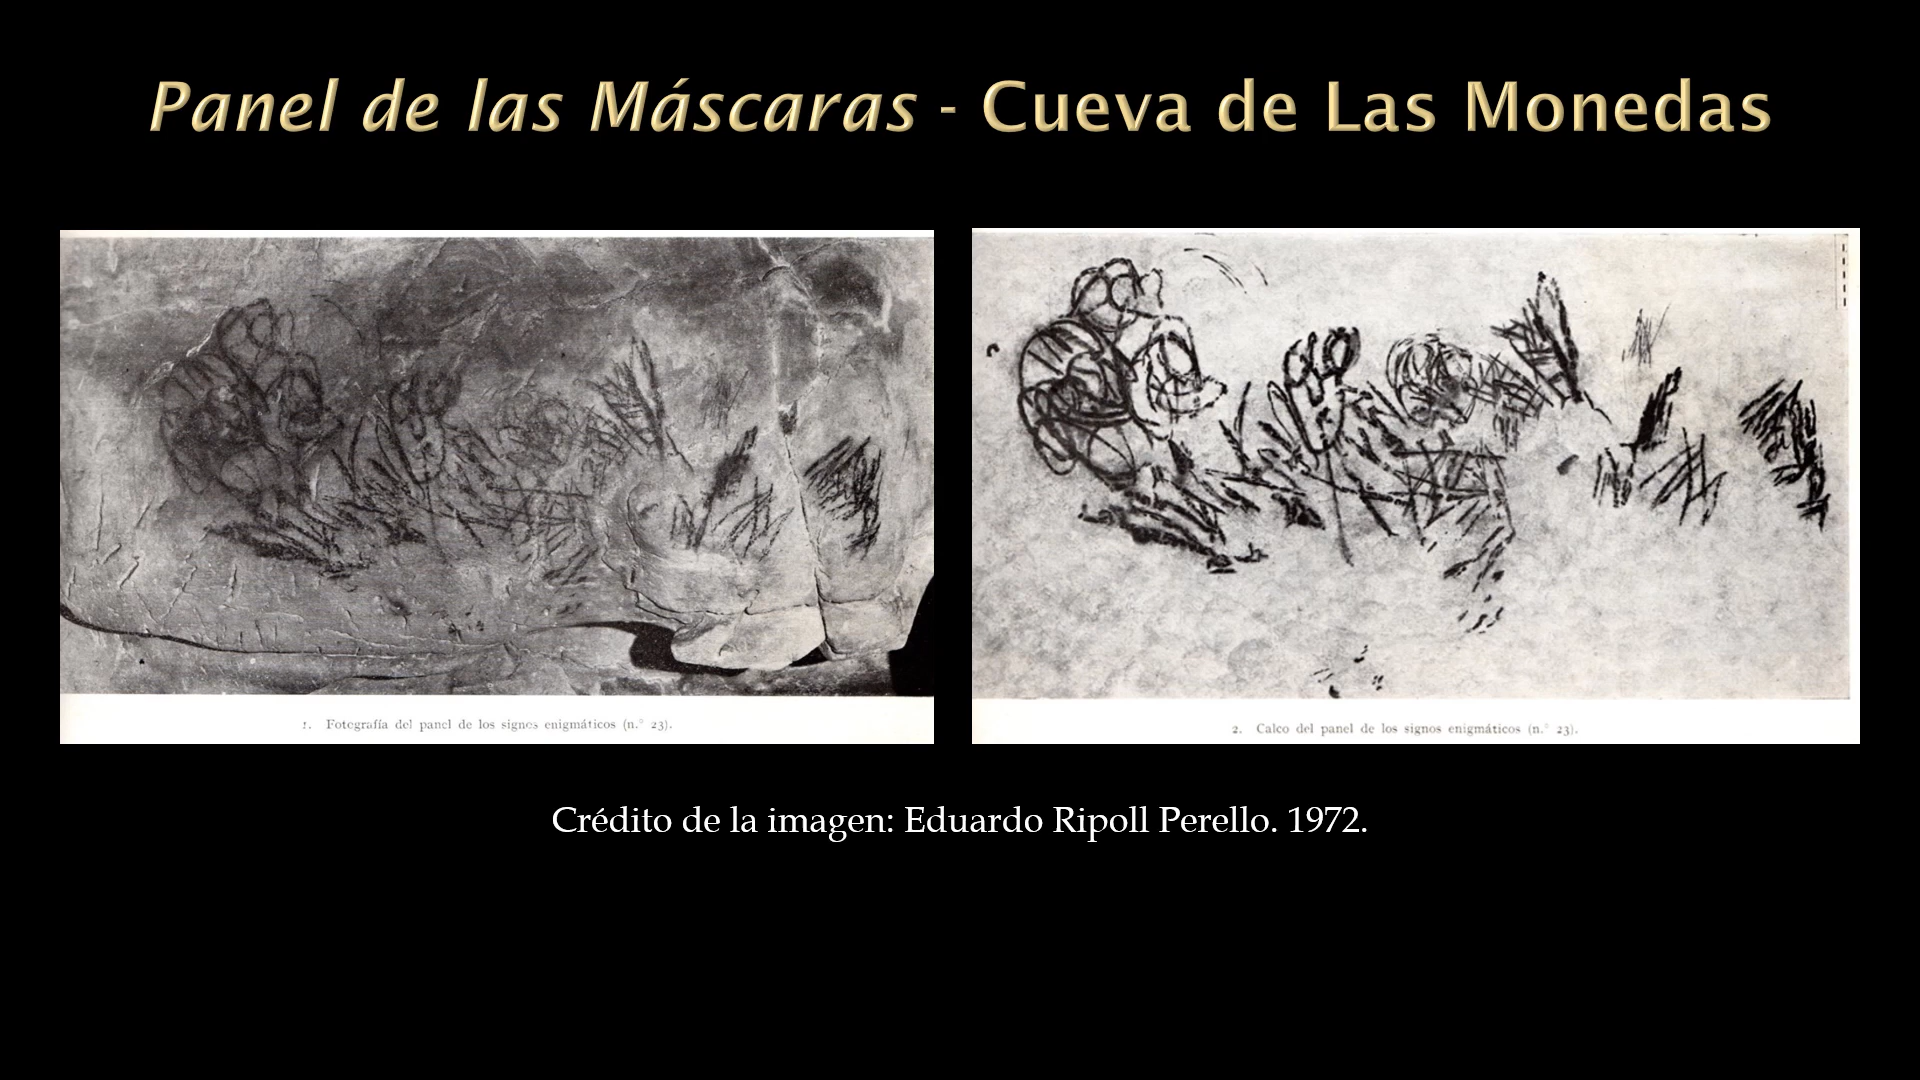 Panel de las Máscaras - Cueva de Las Monedas
1. Fotografía del panel de los signos enigmáticos (n.° 23).
2. Calco del panel de los signos enigmáticos (n.° 23).
Crédito de la imagen: Eduardo Ripoll Perello. 1972.